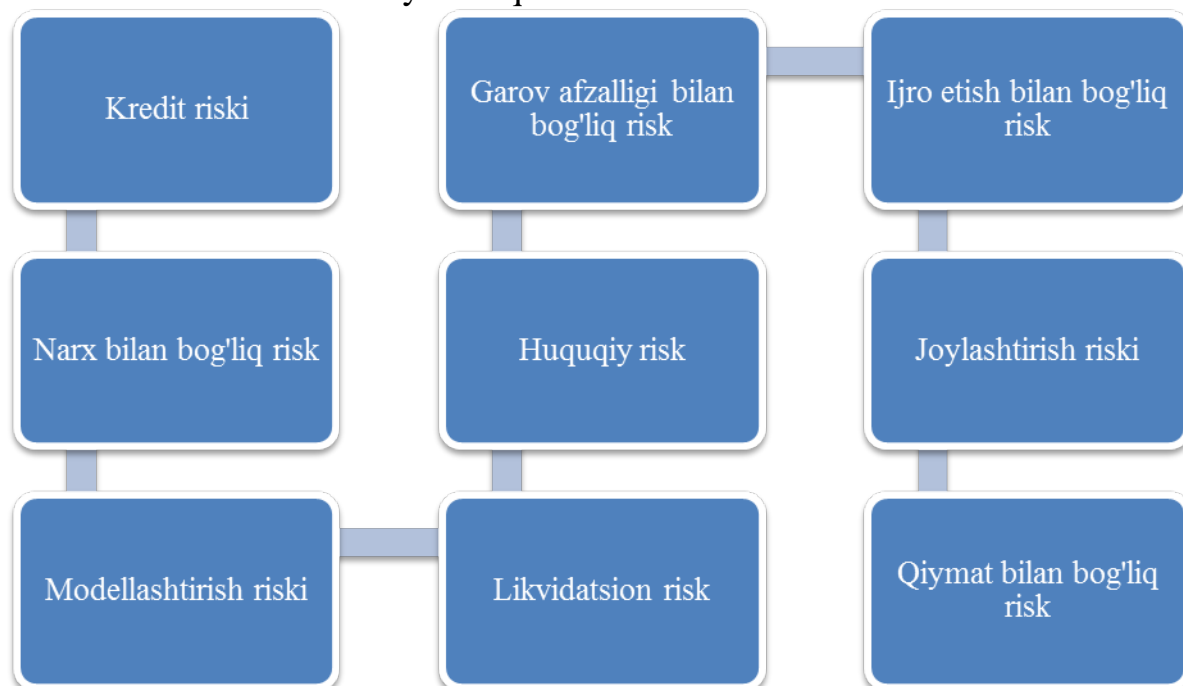 Kredit riski
Garov afzalligi bilan
bog'liq risk
Ijro etish bilan bog'liq
risk
Narx bilan bog'liq risk
Huquqiy risk
Joylashtirish riski
Modellashtirish riski
Likvidatsion risk
Qiymat bilan bog'liq
risk